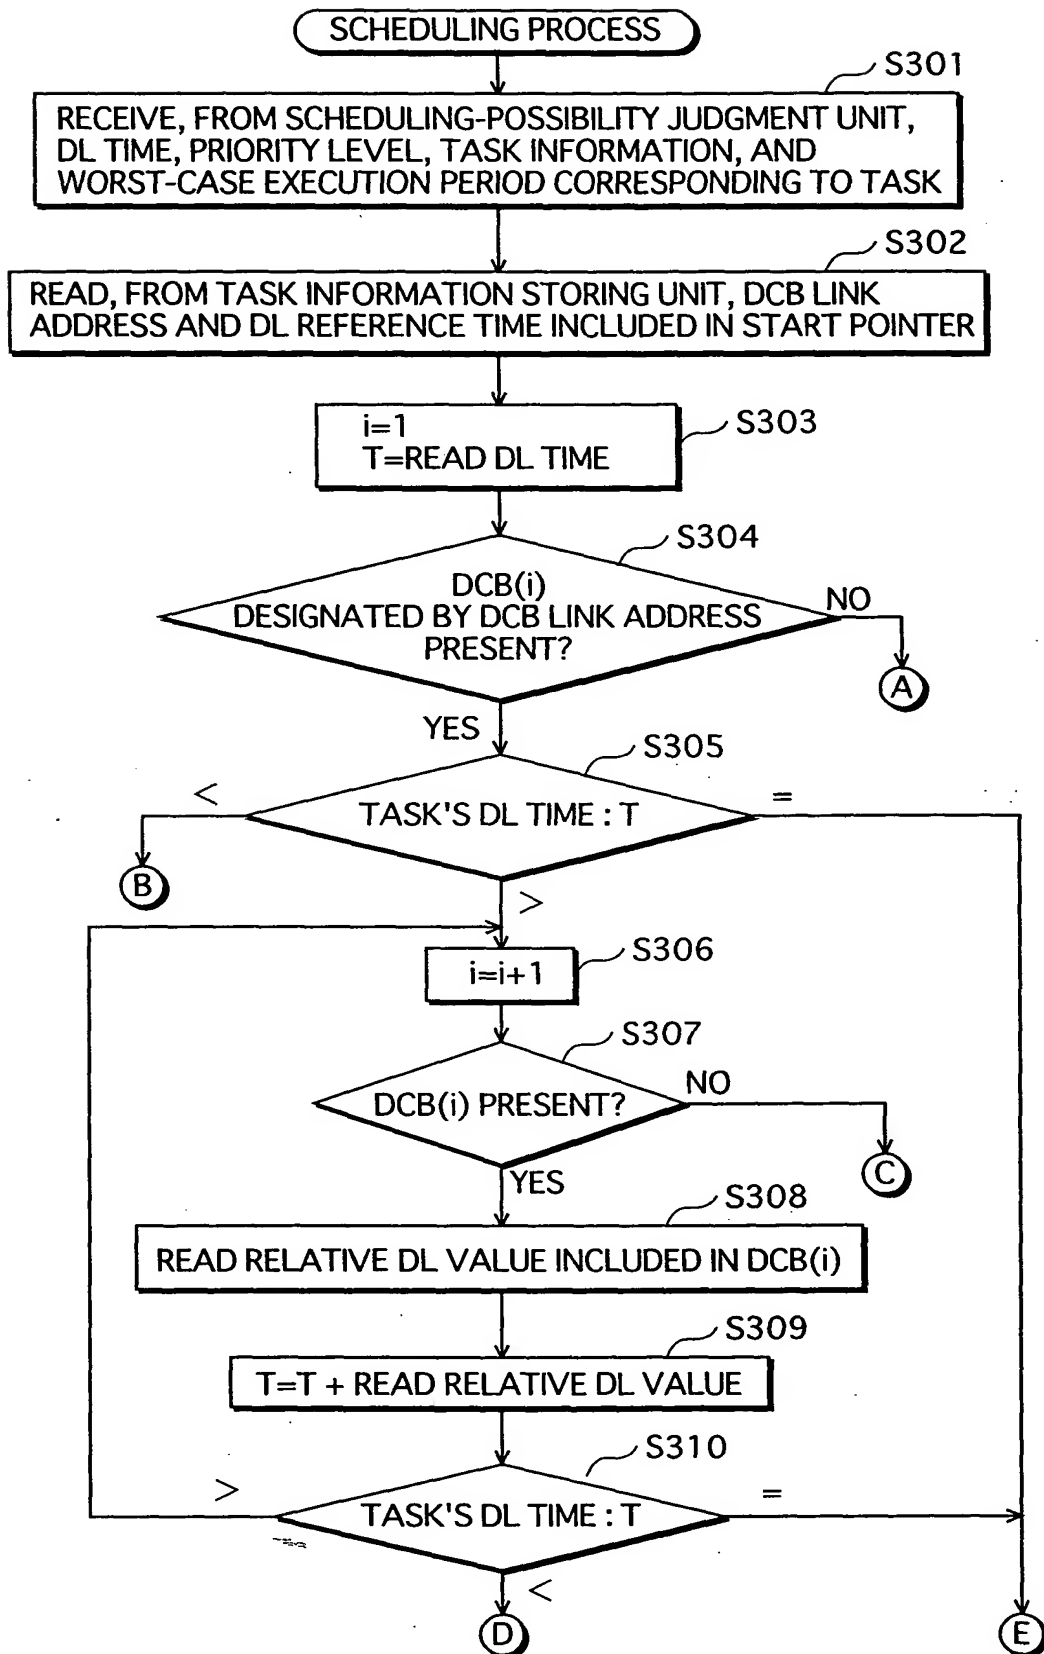 SCHEDULING PROCESS
S301
RECEIVE, FROM SCHEDULING-POSSIBILITY JUDGMENT UNIT,
DL TIME, PRIORITY LEVEL, TASK INFORMATION, AND
WORST-CASE EXECUTION PERIOD CORRESPONDING TO TASK
S302
READ, FROM TASK INFORMATION STORING UNIT, DCB LINK
ADDRESS AND DL REFERENCE TIME INCLUDED IN START POINTER
S303
i=1
T=READ DL TIME
S304
DCB(i)
DESIGNATED BY DCB LINK ADDRESS
PRESENT?
NO
A
YES
S305
<
TASK'S DL TIME : T
=
B
>
S306
i=i+1
S307
DCB(i) PRESENT?
NO
C
YES
S308
READ RELATIVE DL VALUE INCLUDED IN DCB(i)
S309
T=T + READ RELATIVE DL VALUE
S310
>
TASK'S DL TIME : T
=
<
D
E